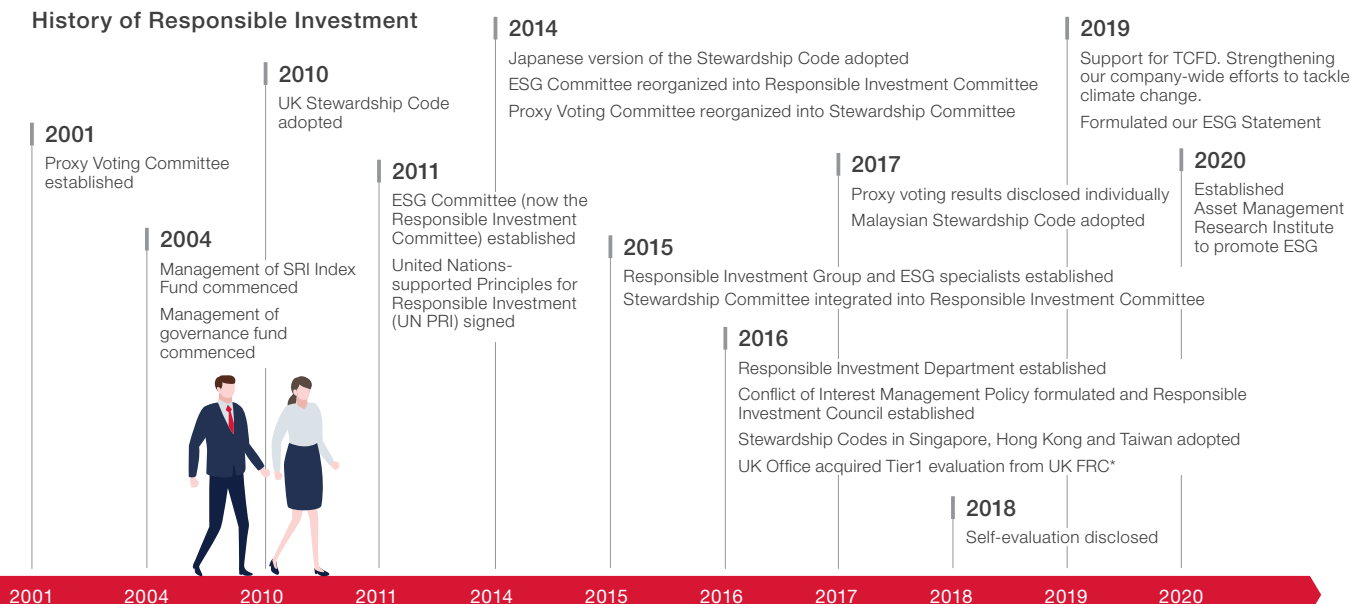 History of Responsible Investment
2001
Proxy Voting Committee
established
2004
Management of SRI Index
Fund commenced
Management of
governance fund
commenced
2010
UK Stewardship Code
adopted
2011
ESG Committee (now the
Responsible Investment
Committee) established
United Nations-
supported Principles for
Responsible Investment
(UN PRI) signed
2014
Japanese version of the Stewardship Code adopted
ESG Committee reorganized into Responsible Investment Committee
Proxy Voting Committee reorganized into Stewardship Committee
2015
Responsible Investment Group and ESG specialists established
Stewardship Committee integrated into Responsible Investment Committee
2016
Responsible Investment Department established
Conflict of Interest Management Policy formulated and Responsible
Investment Council established
Stewardship Codes in Singapore, Hong Kong and Taiwan adopted
UK Office acquired Tier1 evaluation from UK FRC*
2017
Proxy voting results disclosed individually
Malaysian Stewardship Code adopted
2018
Self-evaluation disclosed
2019
Support for TCFD. Strengthening
our company-wide efforts to tackle
climate change.
Formulated our ESG Statement
2020
Established
Asset Management
Research Institute
to promote ESG
2001 2004 2010 2011 2014 2015 2016 2017 2018 2019 2020